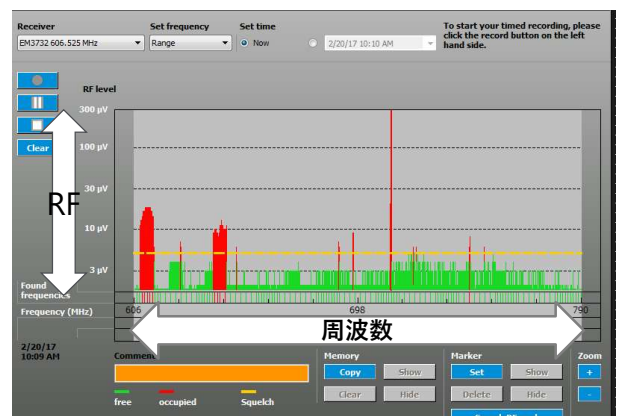 Receiver
Set frequency
Set time
To start your timed recording, please
click the record button on the left
hand side.
EM3732 606.525 MHz
Range
Now
2/20/17 10:10 AM
RF level
300 µV
Clear
100 µV
30 µV
RF
10 µV
3 µV
Found
frequencies
Frequency (MHz)
606
698
790
周波数
2/20/17
10:09 AM
Memory
Marker
Zoom
Copy
Show
Set
Show
+
Clear
Hide
Delete
Hide
-
free
occupied
Squelch